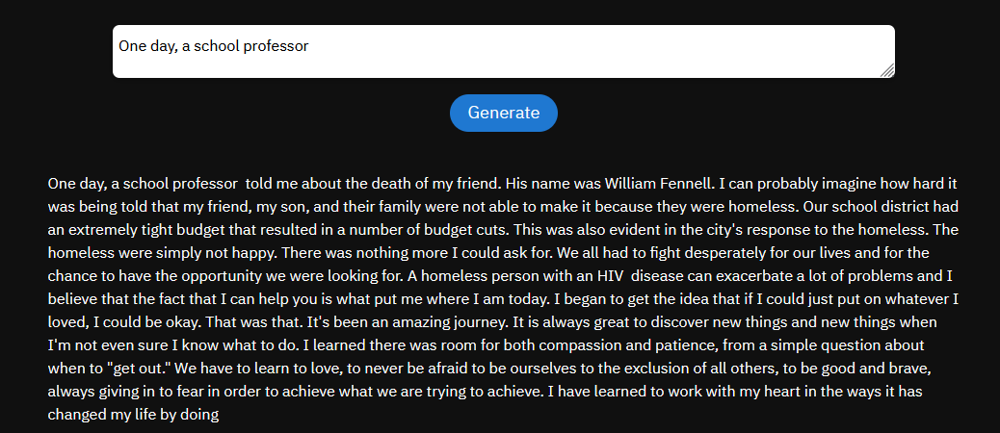 One day, a school professor
Generate
One day, a school professor  told me about the death of my friend. His name was William Fennell. I can probably imagine how hard it
was being told that my friend, my son, and their family were not able to make it because they were homeless. Our school district had
an extremely tight budget that resulted in a number of budget cuts. This was also evident in the city's response to the homeless. The
homeless were simply not happy. There was nothing more I could ask for. We all had to fight desperately for our lives and for the
chance to have the opportunity we were looking for. A homeless person with an HIV  disease can exacerbate a lot of problems and I
believe that the fact that I can help you is what put me where I am today. I began to get the idea that if I could just put on whatever I
loved, I could be okay. That was that. It's been an amazing journey. It is always great to discover new things and new things when
I'm not even sure I know what to do. I learned there was room for both compassion and patience, from a simple question about
when to "get out." We have to learn to love, to never be afraid to be ourselves to the exclusion of all others, to be good and brave,
always giving in to fear in order to achieve what we are trying to achieve. I have learned to work with my heart in the ways it has
changed my life by doing